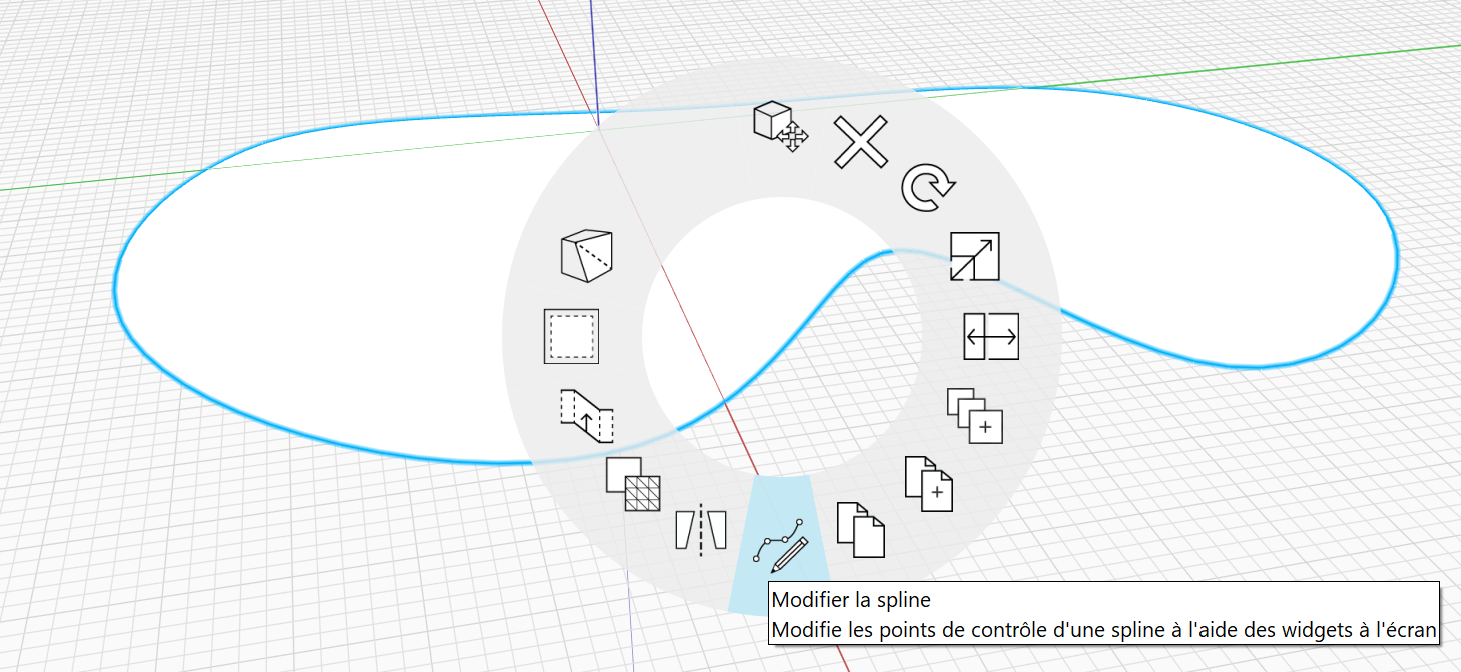 Modifier la spline
Modifie les points de contrôle d'une spline à l'aide des widgets à l'écran